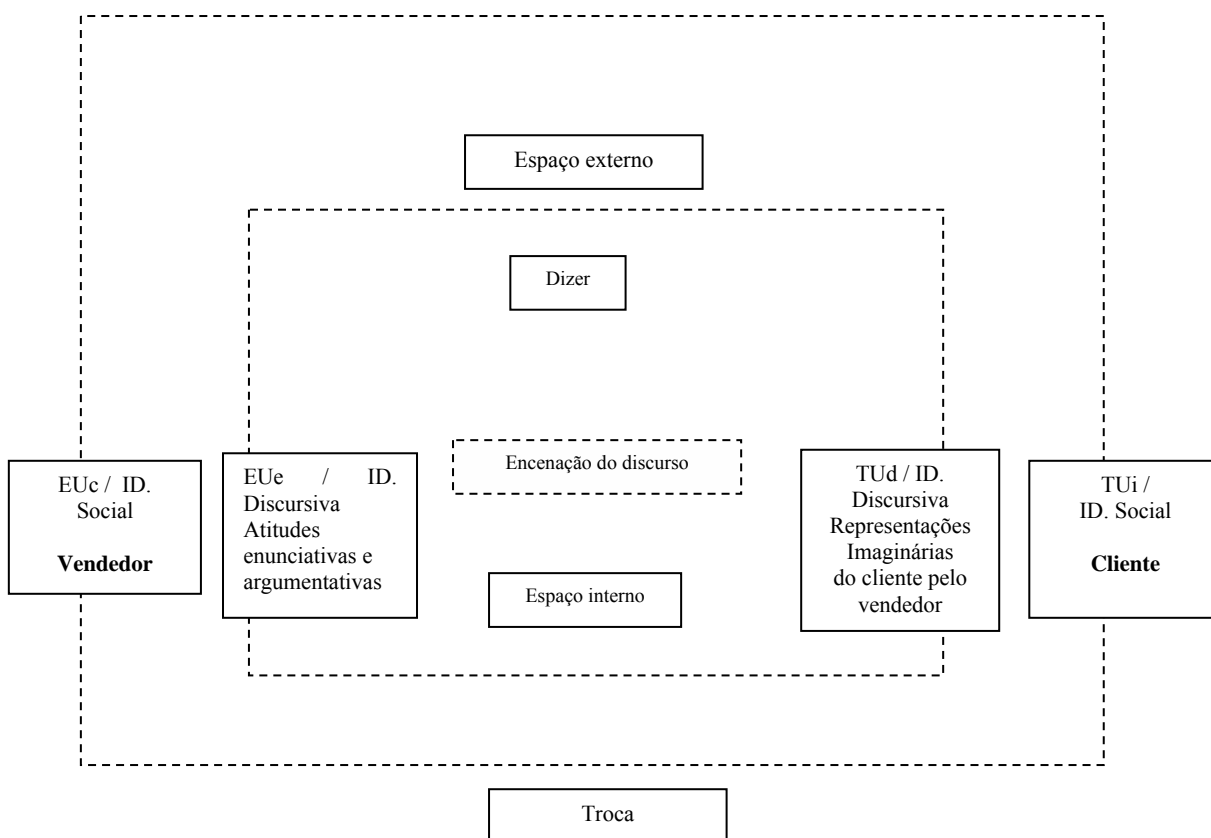 Espaço externo
Dizer
Encenação do discurso
EUc / ID.
Social
Vendedor
EUe / ID.
Discursiva
Atitudes
enunciativas e
argumentativas
Espaço interno
TUd / ID.
Discursiva
Representações
Imaginárias
do cliente pelo
vendedor
TUi /
ID. Social
Cliente
Troca